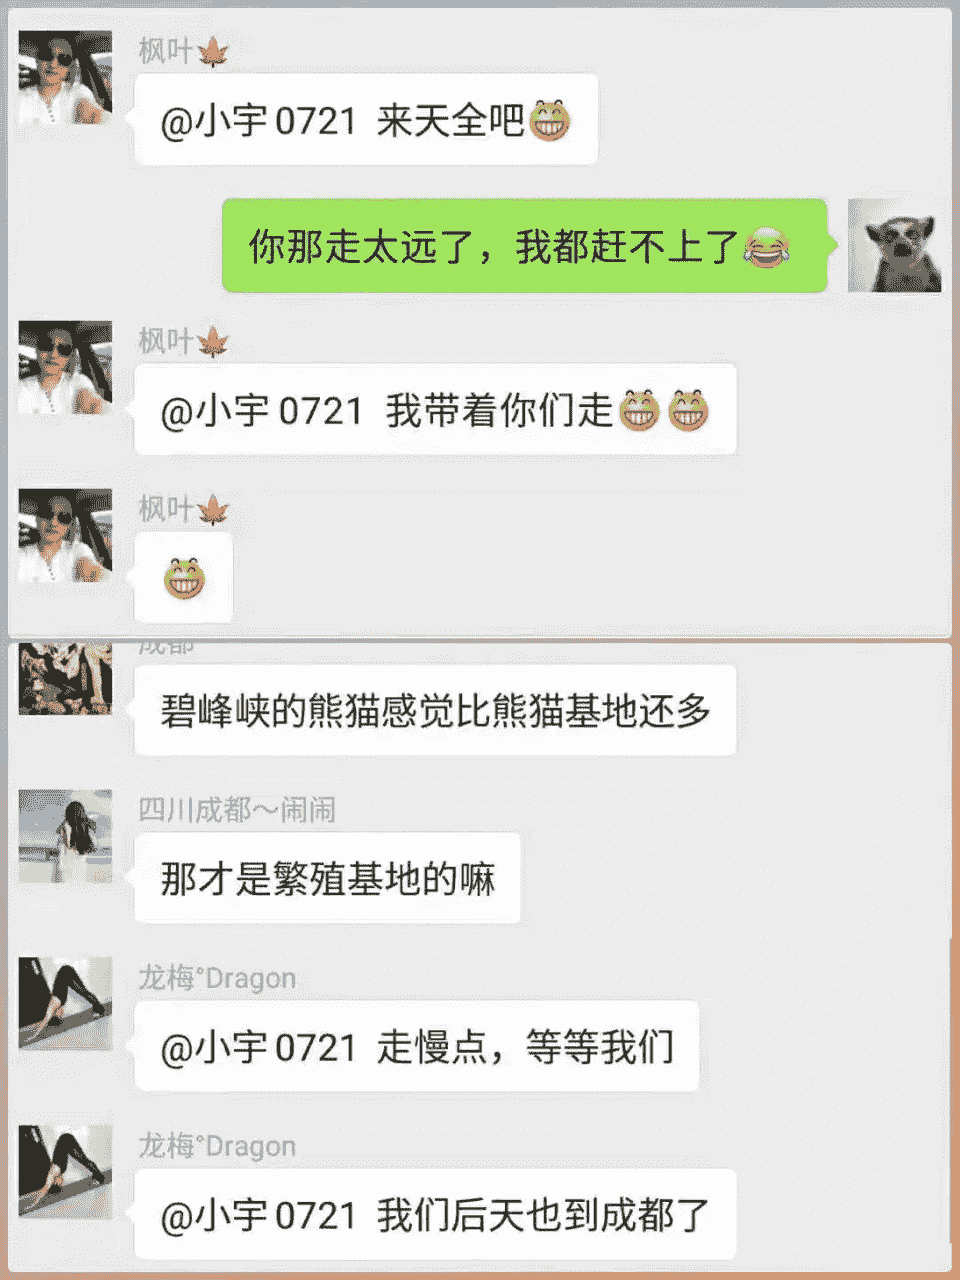 枫叶🍁
@小宇0721 来天全吧😁
你那走太远了，我都赶不上了😂
枫叶🍁
@小宇0721 我带着你们走😁😁
枫叶🍁
😁
成都
碧峰峡的熊猫感觉比熊猫基地还多
四川成都～闹闹
那才是繁殖基地的嘛
龙梅°Dragon
@小宇0721 走慢点，等等我们
龙梅°Dragon
@小宇0721 我们后天也到成都了